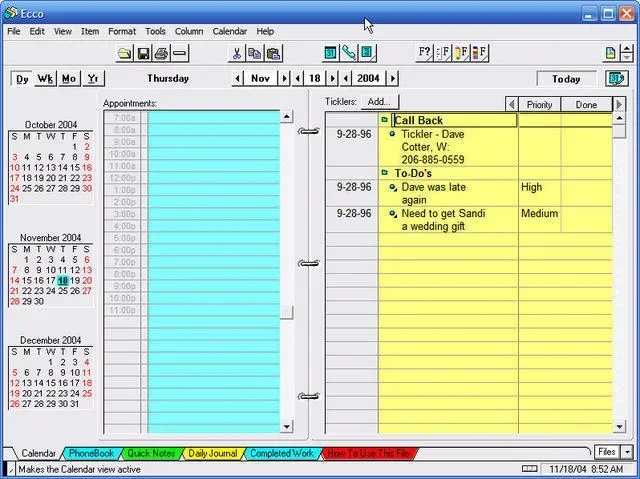 Ecco
File Edit View Item Format Tools Column Calendar Help
F? F F F
Dy Wk Mo Yr Thursday Nov 18 2004 Today
October 2004
S M T W T F S
1 2
3 4 5 6 7 8 9
10 11 12 13 14 15 16
17 18 19 20 21 22 23
24 25 26 27 28 29 30
31
November 2004
S M T W T F S
1 2 3 4 5 6
7 8 9 10 11 12 13
14 15 16 17 18 19 20
21 22 23 24 25 26 27
28 29 30
December 2004
S M T W T F S
1 2 3 4
5 6 7 8 9 10 11
12 13 14 15 16 17 18
19 20 21 22 23 24 25
26 27 28 29 30 31
Appointments:
7:00a
8:00a
9:00a
10:00a
11:00a
12:00p
1:00p
2:00p
3:00p
4:00p
5:00p
6:00p
7:00p
8:00p
9:00p
10:00p
11:00p
Ticklers: Add... Priority Done
Call Back
9-28-96 Tickler - Dave
Cotter, W:
206-885-0559
To-Do's
9-28-96 Dave was late High
again
9-28-96 Need to get Sandi Medium
a wedding gift
Calendar PhoneBook Quick Notes Daily Journal Completed Work How To Use This File Files
Makes the Calendar view active 11/18/04 8:52 AM